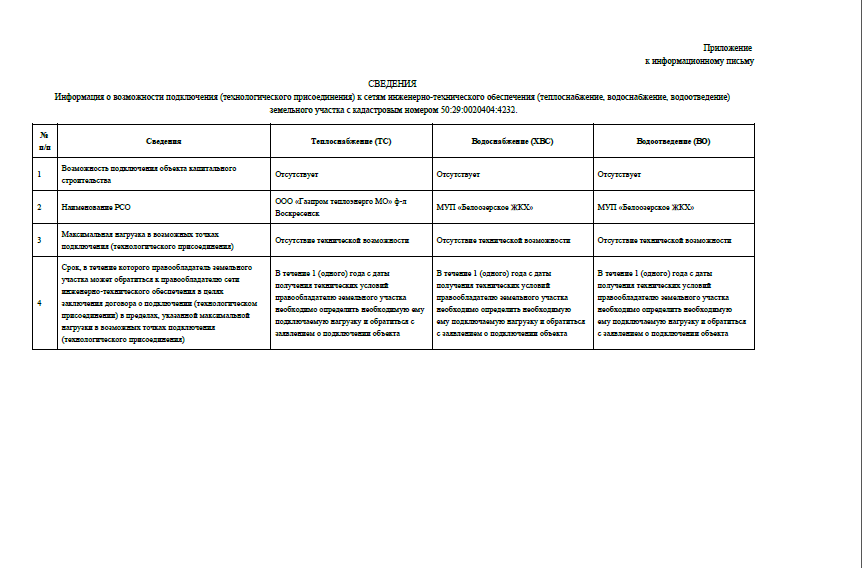 Приложение
к информационному письму
СВЕДЕНИЯ
Информация о возможности подключения (технологического присоединения) к сетям инженерно-технического обеспечения (теплоснабжение, водоснабжение, водоотведение)
земельного участка с кадастровым номером 50:29:0020404:4232.
№
п/п
Сведения
Теплоснабжение (ТС)
Водоснабжение (ХВС)
Водоотведение (ВО)
1
Возможность подключения объекта капитального
строительства
Отсутствует
Отсутствует
Отсутствует
2
Наименование РСО
ООО «Газпром теплоэнерго МО» ф-л
Воскресенск
МУП «Белоозерское ЖКХ»
МУП «Белоозерское ЖКХ»
3
Максимальная нагрузка в возможных точках
подключения (технологического присоединения)
Отсутствие технической возможности
Отсутствие технической возможности
Отсутствие технической возможности
4
Срок, в течение которого правообладатель земельного
участка может обратиться к правообладателю сети
инженерно-технического обеспечения в целях
заключения договора о подключении (технологическом
присоединении) в пределах, указанной максимальной
нагрузки в возможных точках подключения
(технологического присоединения)
В течение 1 (одного) года с даты
получения технических условий
правообладателю земельного участка
необходимо определить необходимую ему
подключаемую нагрузку и обратиться с
заявлением о подключении объекта
В течение 1 (одного) года с даты
получения технических условий
правообладателю земельного участка
необходимо определить необходимую
ему подключаемую нагрузку и обратиться
с заявлением о подключении объекта
В течение 1 (одного) года с даты
получения технических условий
правообладателю земельного участка
необходимо определить необходимую
ему подключаемую нагрузку и обратиться
с заявлением о подключении объекта